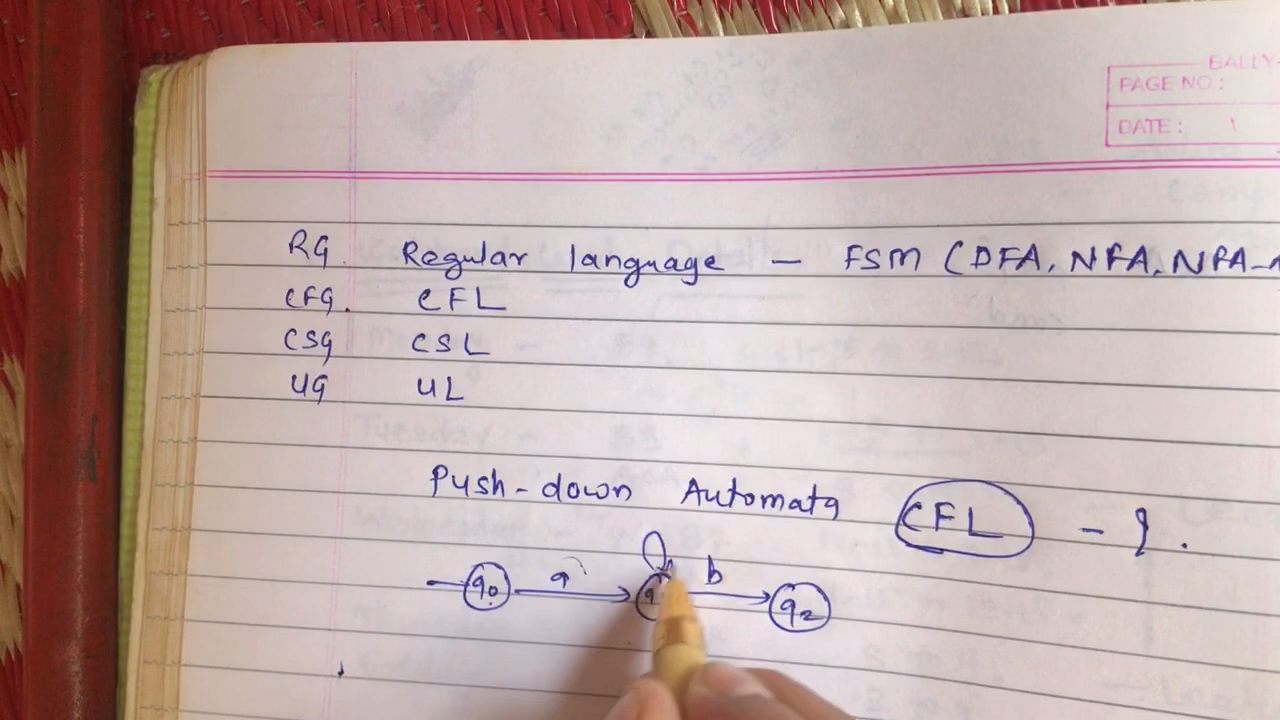 BALLY
PAGE NO :
DATE :
RG. Regular language - FSM (DFA, NFA, NFA-
CFG. CFL
CSG CSL
UG UL
Push-down Automata CFL - }.
a b
q0 q q2